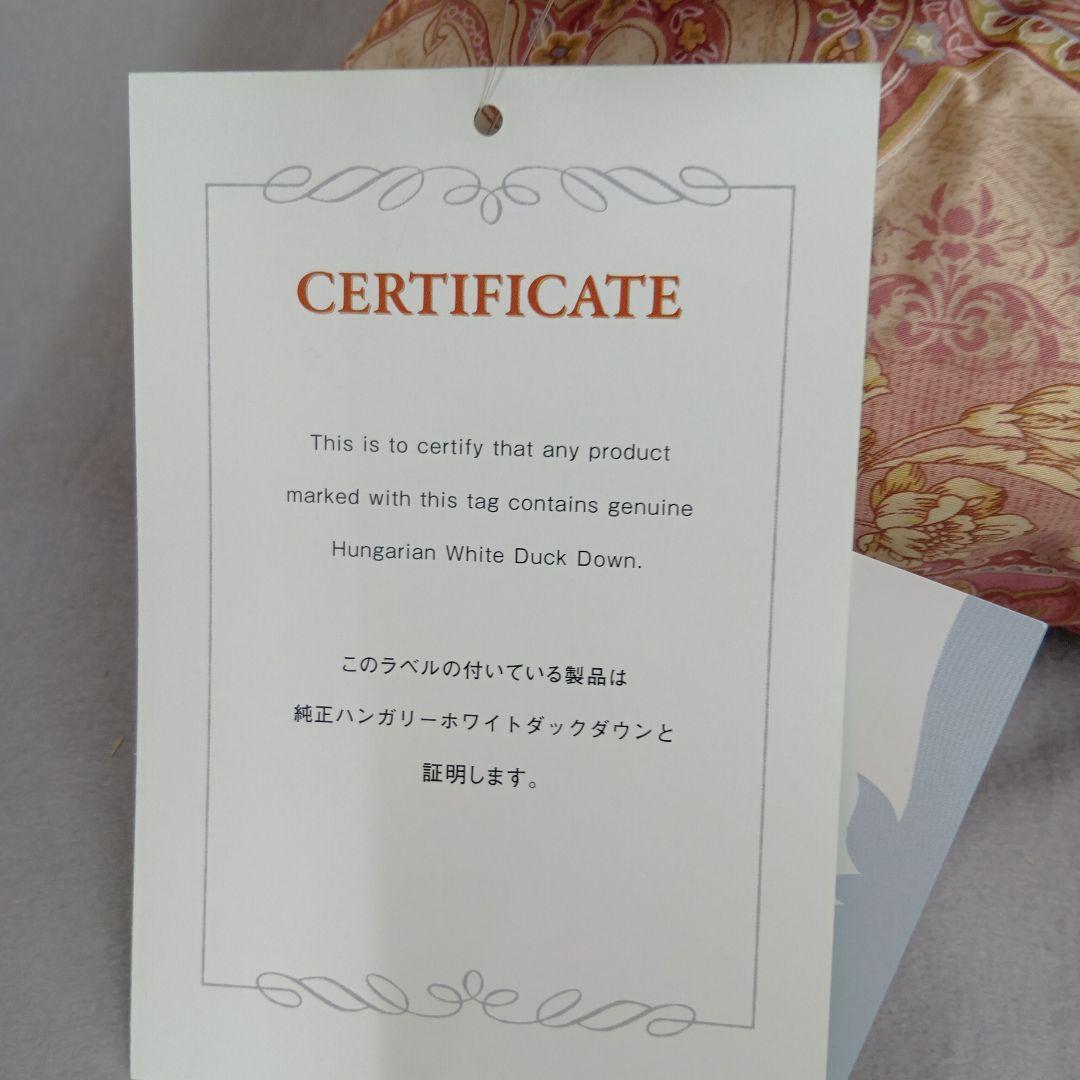 CERTIFICATE
This is to certify that any product
marked with this tag contains genuine
Hungarian White Duck Down.
このラベルの付いている製品は
純正ハンガリーホワイトダックダウンと
証明します。